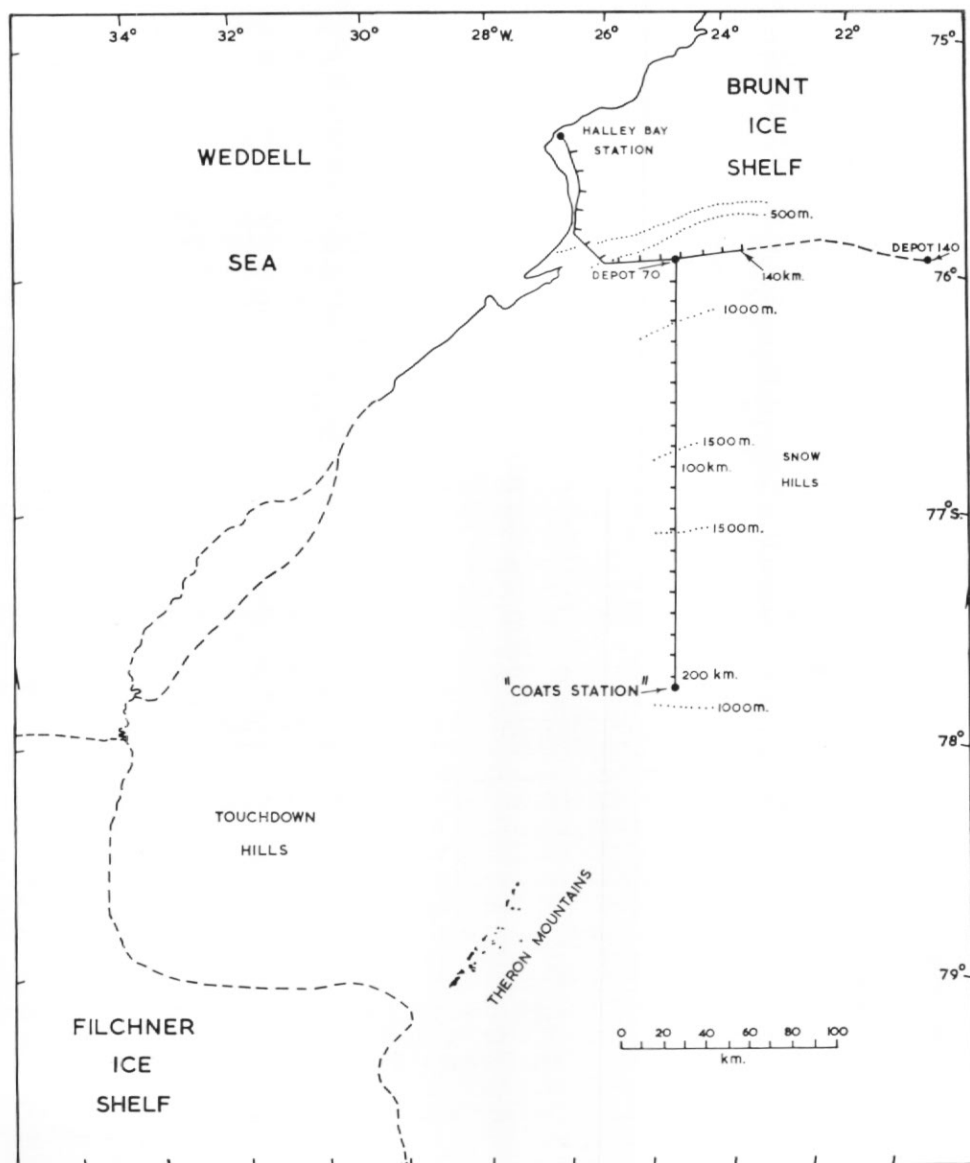 34° 32° 30° 28°W. 26° 24° 22° 75°
BRUNT
ICE
SHELF
HALLEY BAY
STATION
WEDDELL
SEA
500m.
DEPOT 140
DEPOT 70
140km.
76°
1000m.
1500m.
100km.
SNOW
HILLS
77°S.
1500m.
200 km.
"COATS STATION"
1000m.
78°
TOUCHDOWN
HILLS
THERON MOUNTAINS
79°
FILCHNER
ICE
SHELF
0 20 40 60 80 100
km.